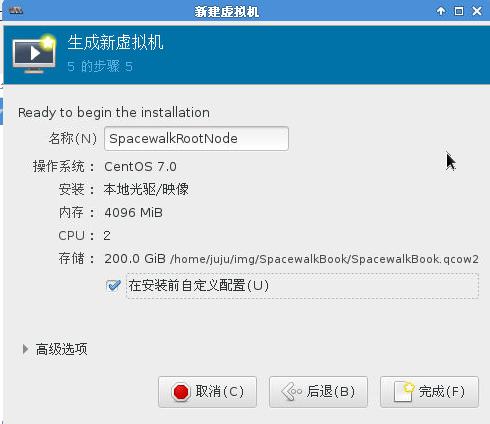 新建虚拟机
生成新虚拟机
5 的步骤 5
Ready to begin the installation
名称(N) SpacewalkRootNode
操作系统： CentOS 7.0
安装： 本地光驱/映像
内存： 4096 MiB
CPU： 2
存储： 200.0 GiB /home/juju/img/SpacewalkBook/SpacewalkBook.qcow2
在安装前自定义配置(U)
高级选项
取消(C) 后退(B) 完成(F)